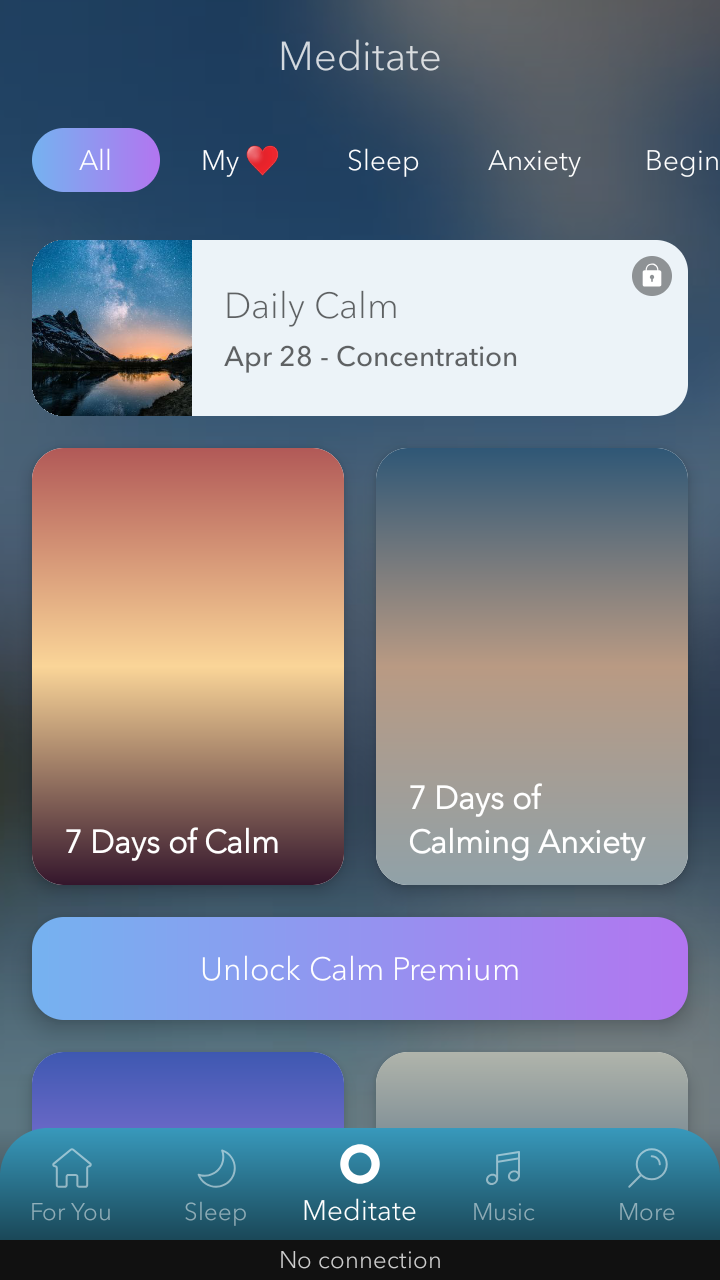 Meditate
All
My ❤️
Sleep
Anxiety
Begin
Daily Calm
Apr 28 - Concentration
7 Days of Calm
7 Days of
Calming Anxiety
Unlock Calm Premium
For You
Sleep
Meditate
Music
More
No connection